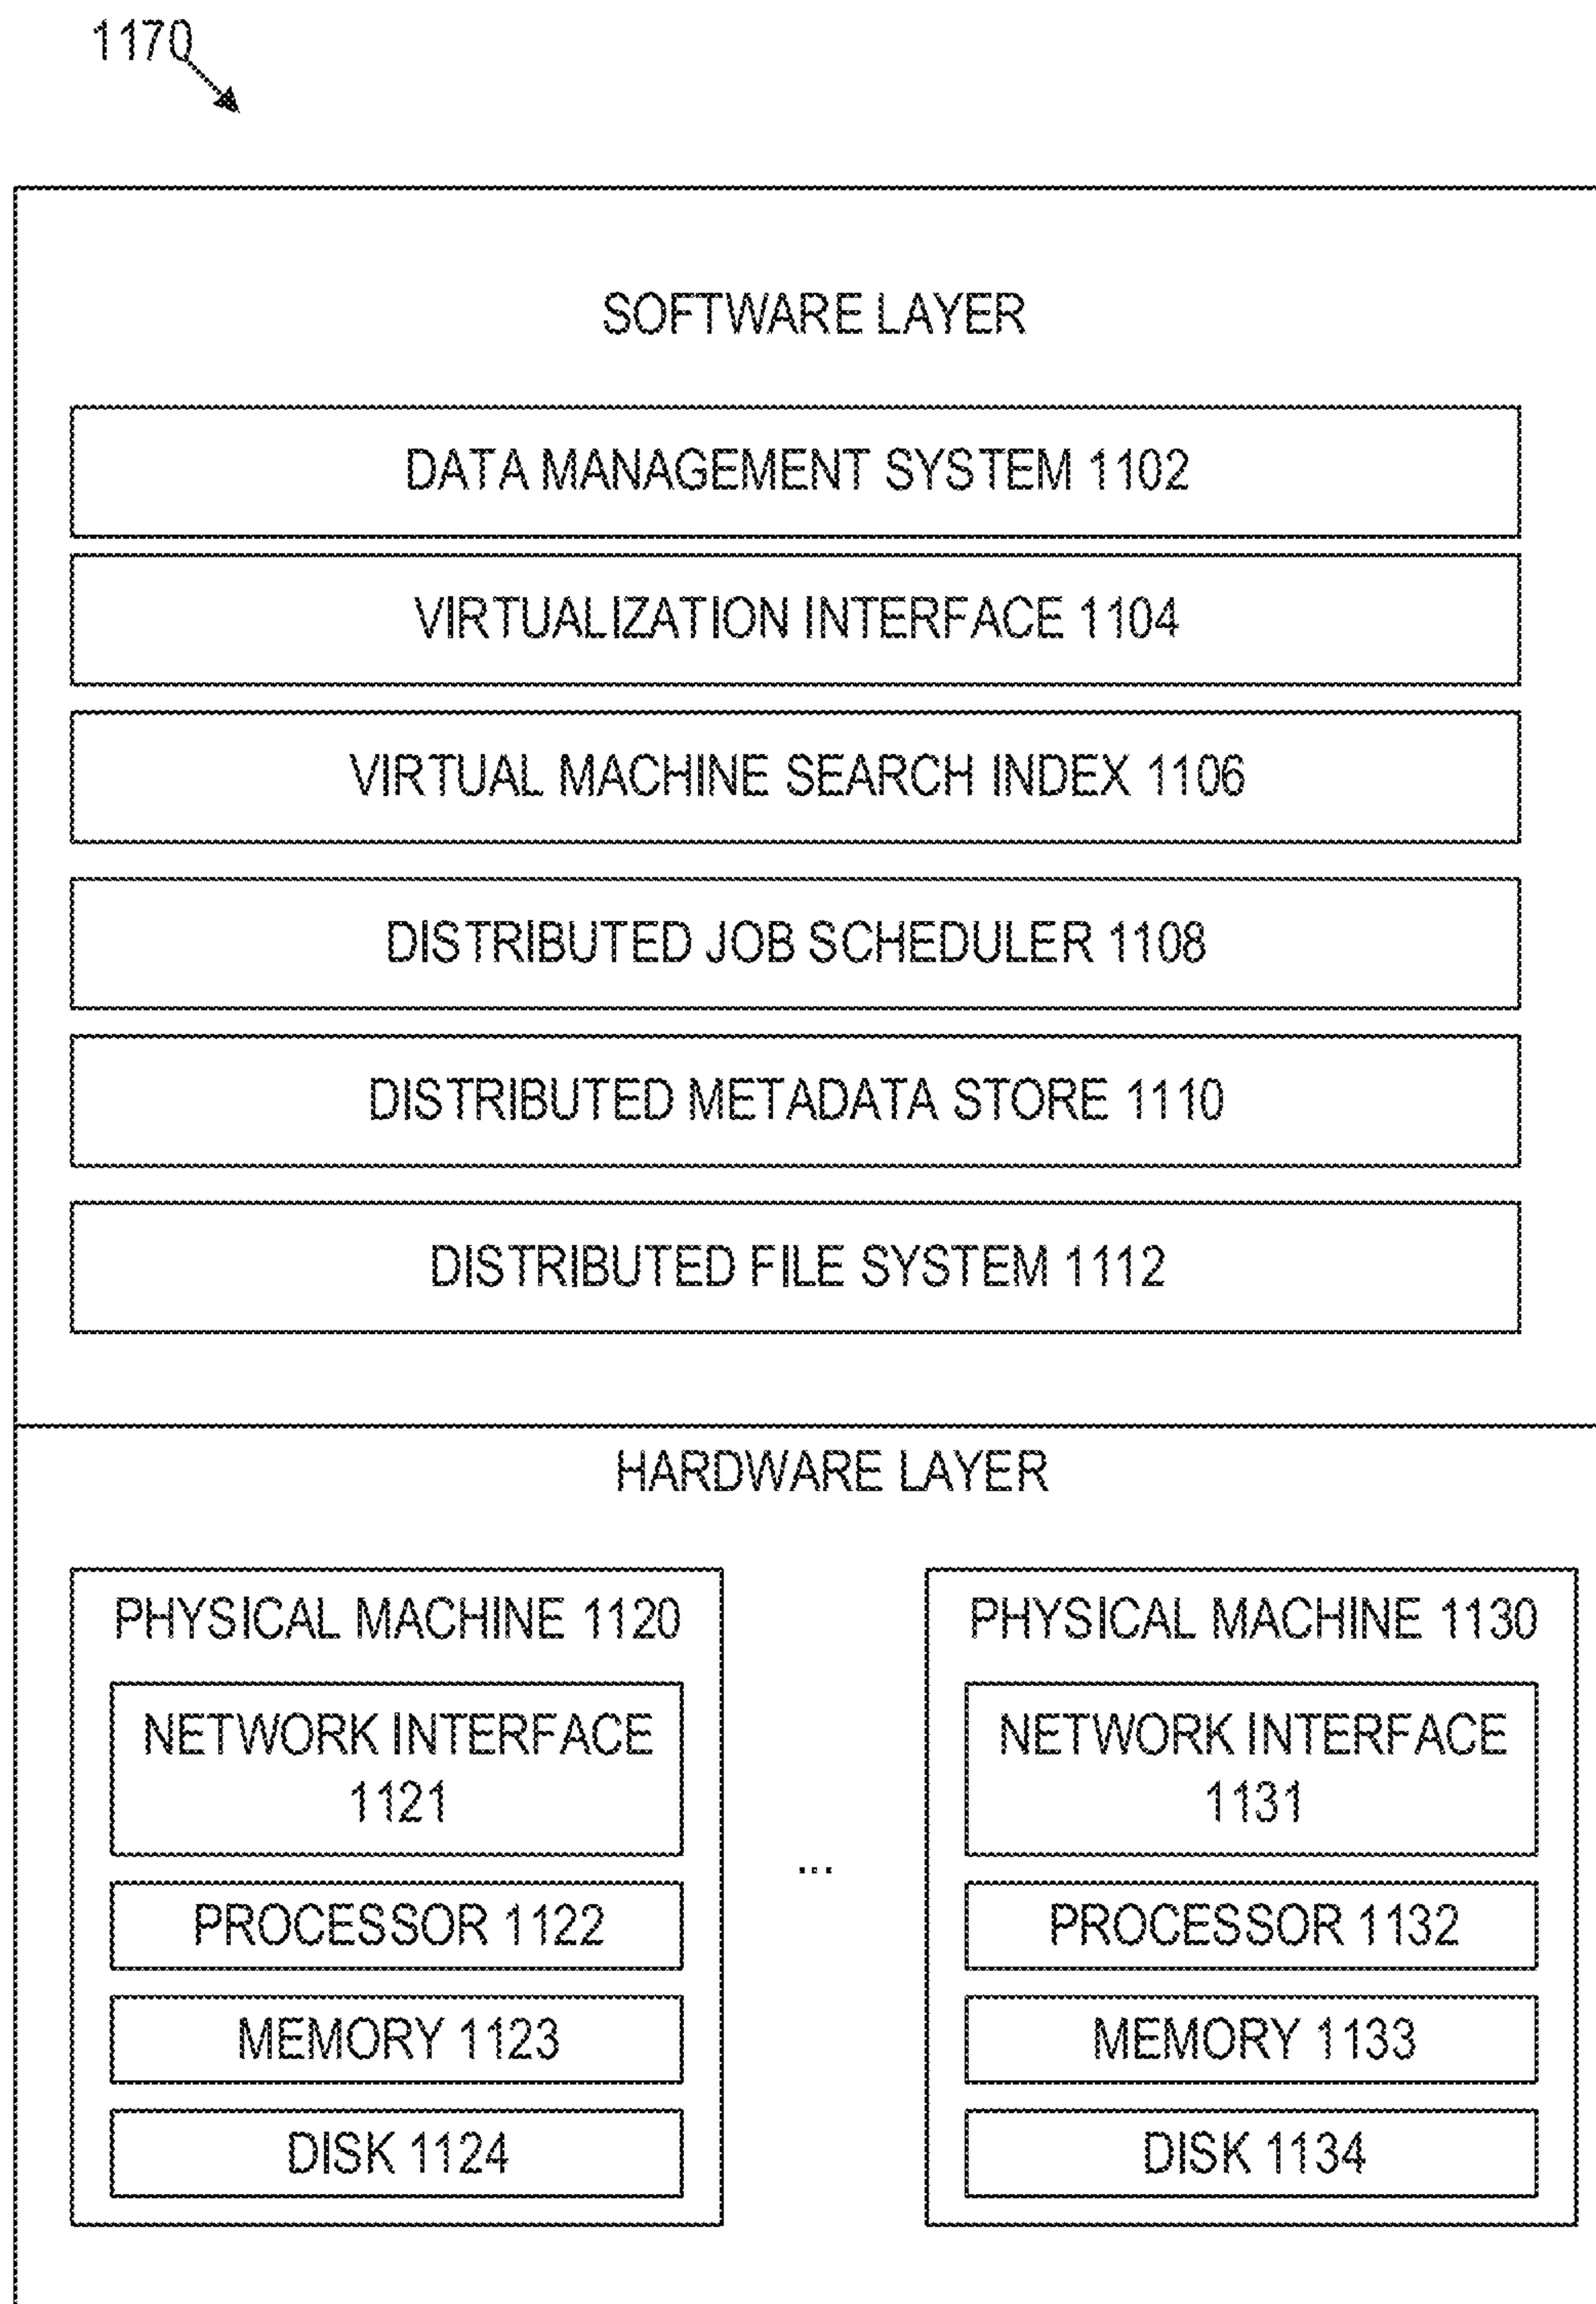 1170
SOFTWARE LAYER
DATA MANAGEMENT SYSTEM 1102
VIRTUALIZATION INTERFACE 1104
VIRTUAL MACHINE SEARCH INDEX 1106
DISTRIBUTED JOB SCHEDULER 1108
DISTRIBUTED METADATA STORE 1110
DISTRIBUTED FILE SYSTEM 1112
HARDWARE LAYER
PHYSICAL MACHINE 1120
NETWORK INTERFACE
1121
PROCESSOR 1122
MEMORY 1123
DISK 1124
...
PHYSICAL MACHINE 1130
NETWORK INTERFACE
1131
PROCESSOR 1132
MEMORY 1133
DISK 1134